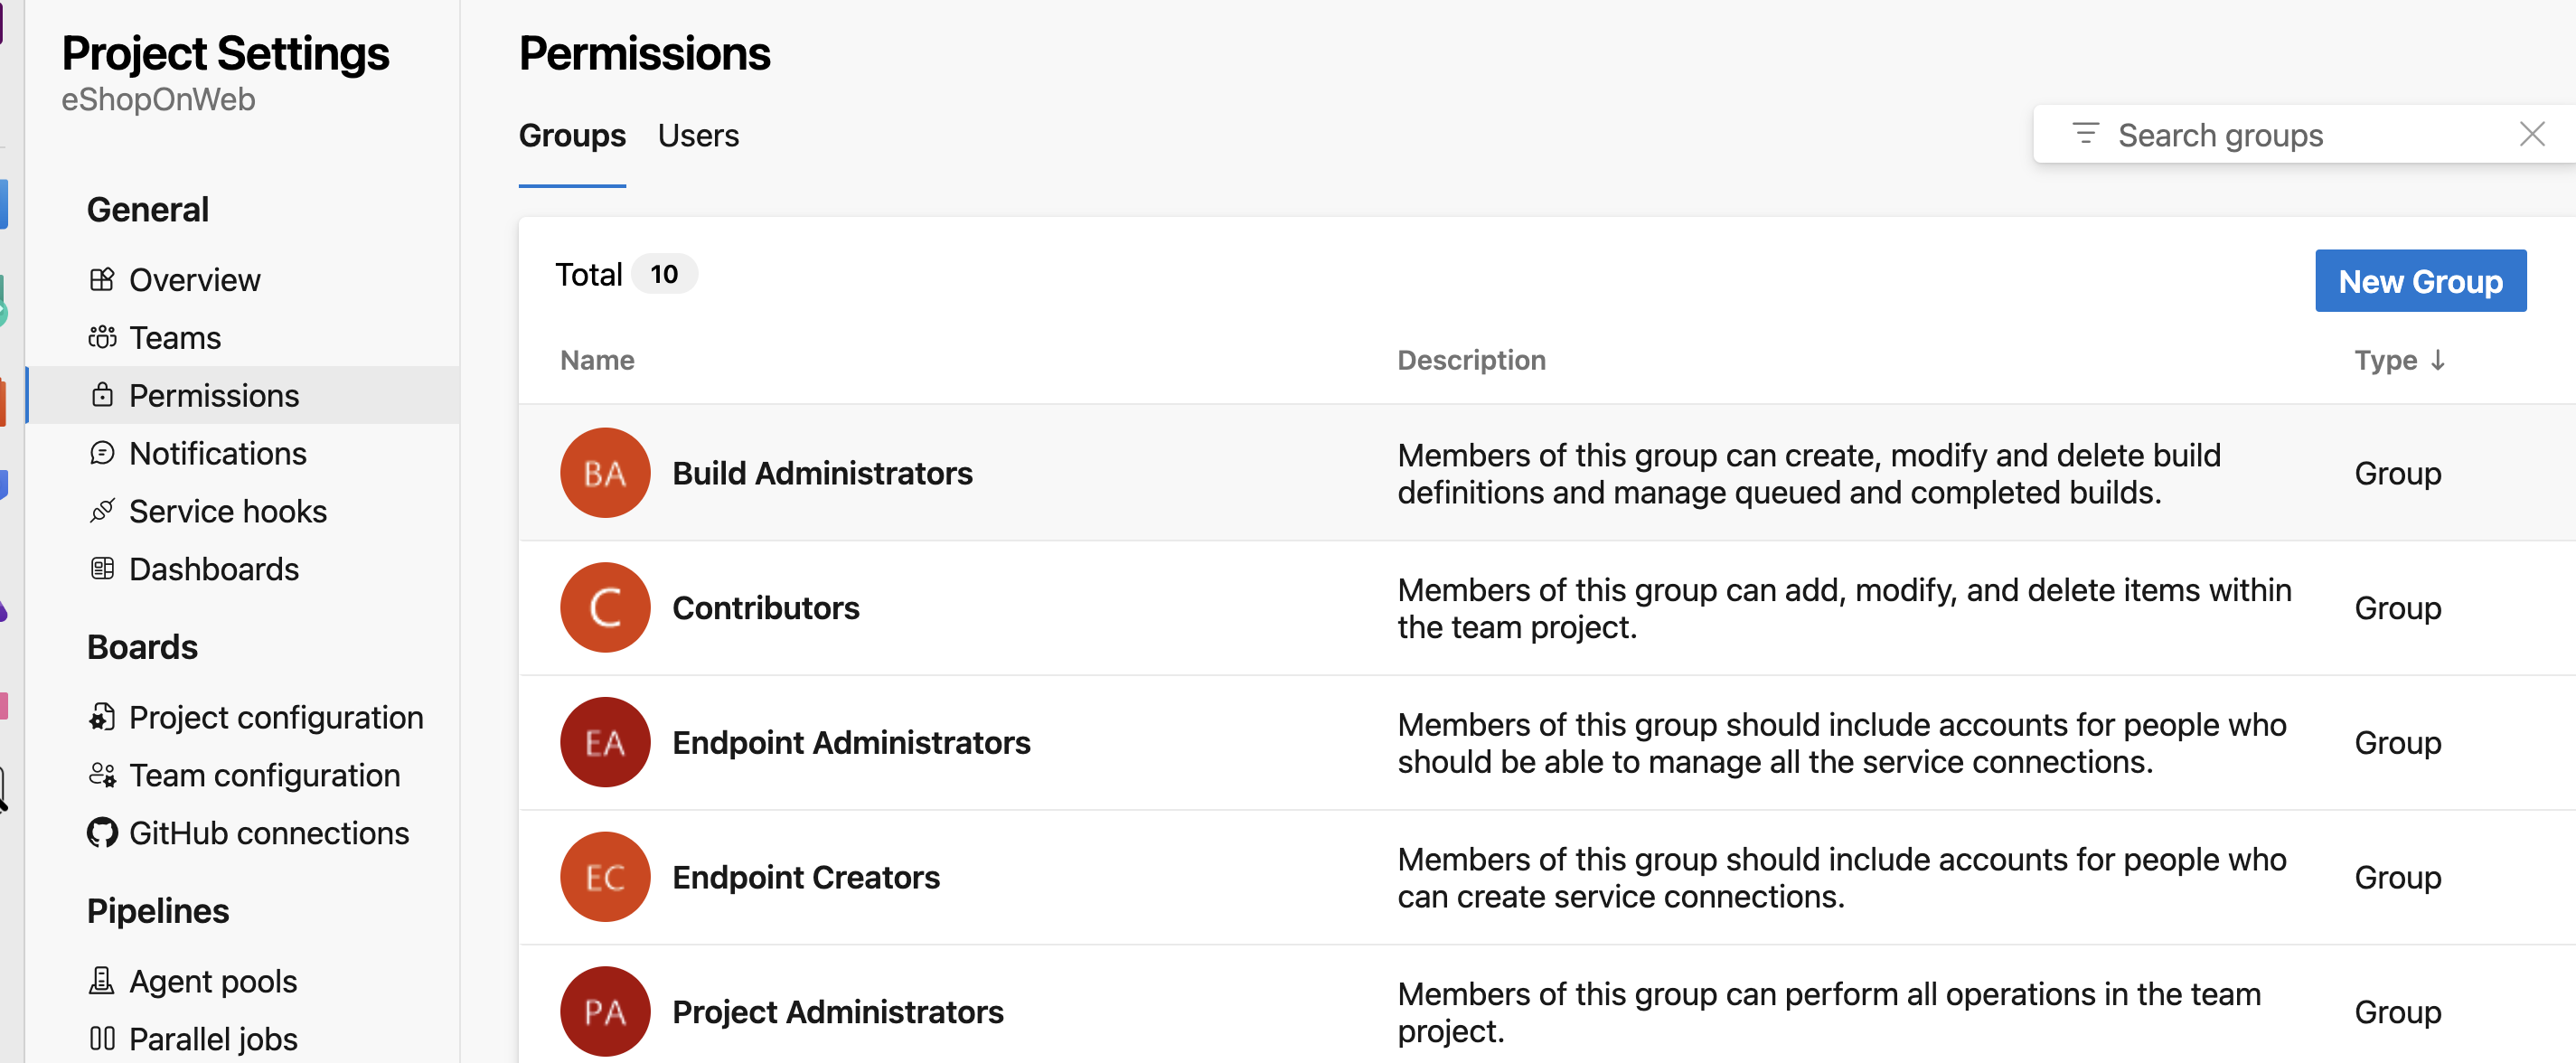 Project Settings
eShopOnWeb
General
Overview
Teams
Permissions
Notifications
Service hooks
Dashboards
Boards
Project configuration
Team configuration
GitHub connections
Pipelines
Agent pools
Parallel jobs
Permissions
Groups Users
Search groups
Total 10
New Group
Name Description Type
BA Build Administrators
Members of this group can create, modify and delete build
definitions and manage queued and completed builds.
Group
C Contributors
Members of this group can add, modify, and delete items within
the team project.
Group
EA Endpoint Administrators
Members of this group should include accounts for people who
should be able to manage all the service connections.
Group
EC Endpoint Creators
Members of this group should include accounts for people who
can create service connections.
Group
PA Project Administrators
Members of this group can perform all operations in the team
project.
Group